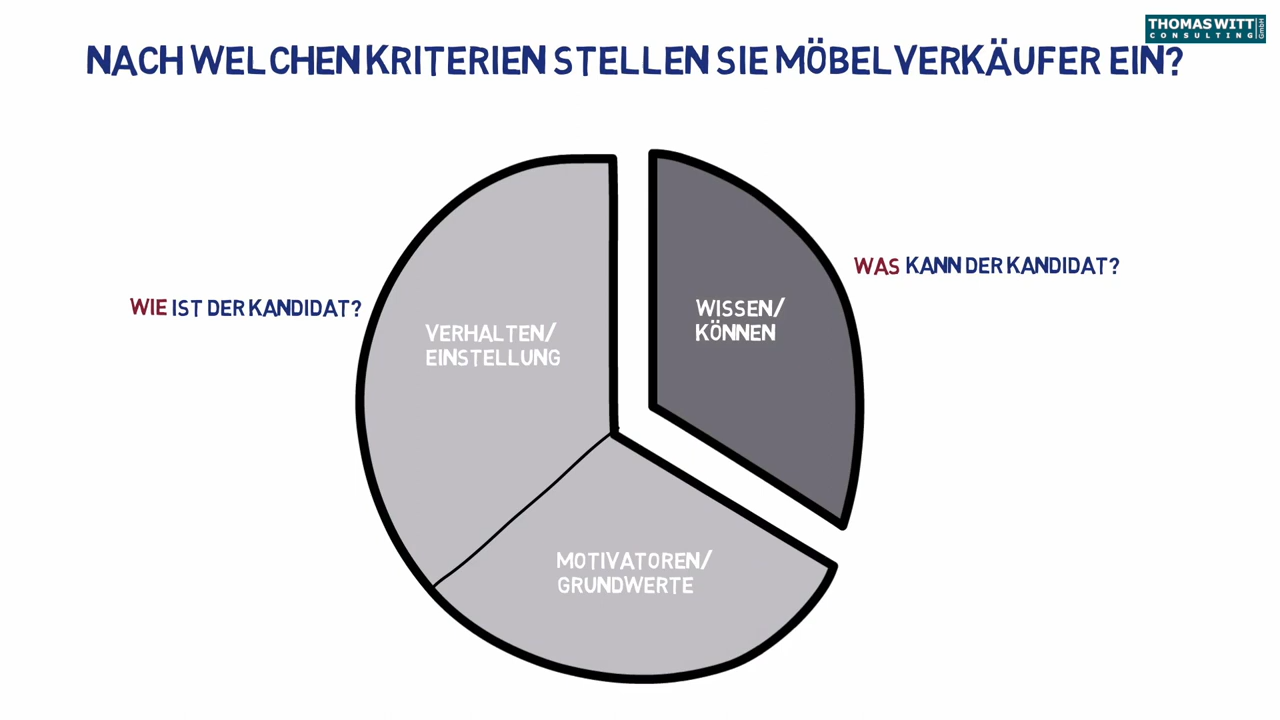 THOMAS WITT
CONSULTING GmbH
NACH WELCHEN KRITERIEN STELLEN SIE MÖBELVERKÄUFER EIN?
WAS KANN DER KANDIDAT?
WIE IST DER KANDIDAT?
WISSEN/
KÖNNEN
VERHALTEN/
EINSTELLUNG
MOTIVATOREN/
GRUNDWERTE